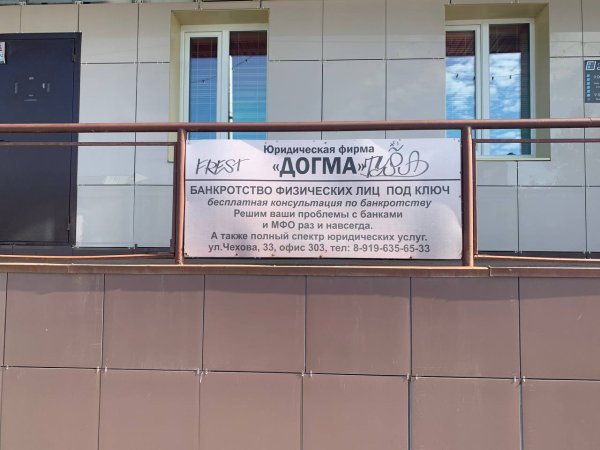 Юридическая фирма
FREST «ДОГМА»
БАНКРОТСТВО ФИЗИЧЕСКИХ ЛИЦ ПОД КЛЮЧ
бесплатная консультация по банкротству
Решим ваши проблемы с банками
и МФО раз и навсегда.
А также полный спектр юридических услуг.
ул.Чехова, 33, офис 303, тел: 8-919-635-65-33